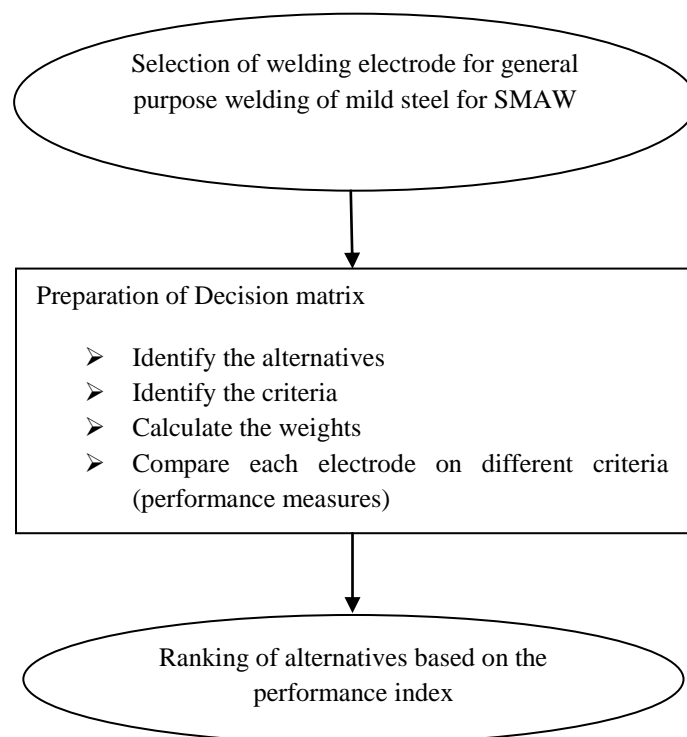 Selection of welding electrode for general
purpose welding of mild steel for SMAW
Preparation of Decision matrix
➢ Identify the alternatives
➢ Identify the criteria
➢ Calculate the weights
➢ Compare each electrode on different criteria
(performance measures)
Ranking of alternatives based on the
performance index